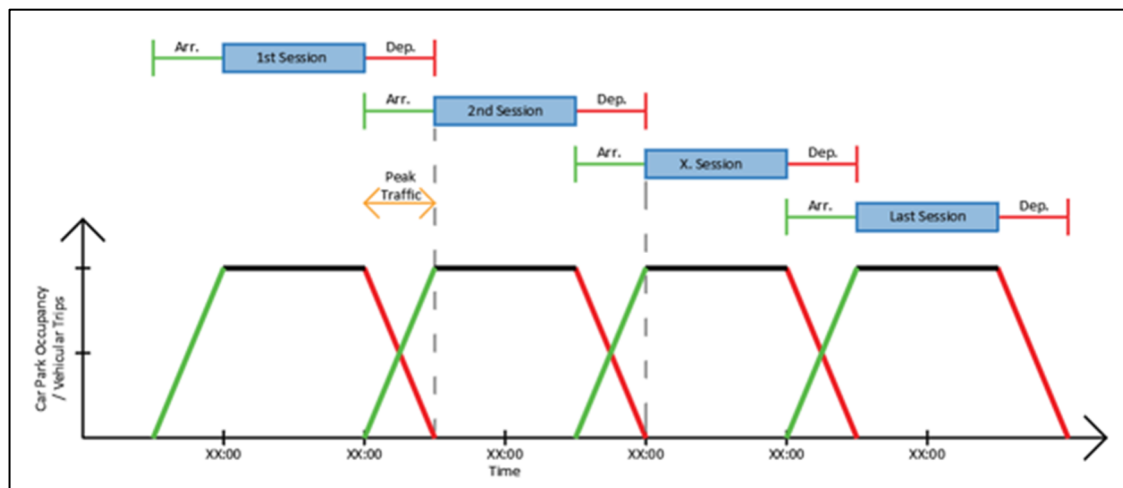 Arr.
1st Session
Dep.
Arr.
2nd Session
Dep.
Arr.
X. Session
Dep.
Peak
Traffic
Arr.
Last Session
Dep.
Car Park Occupancy
/ Vehicular Trips
XX:00
XX:00
XX:00
XX:00
XX:00
XX:00
Time